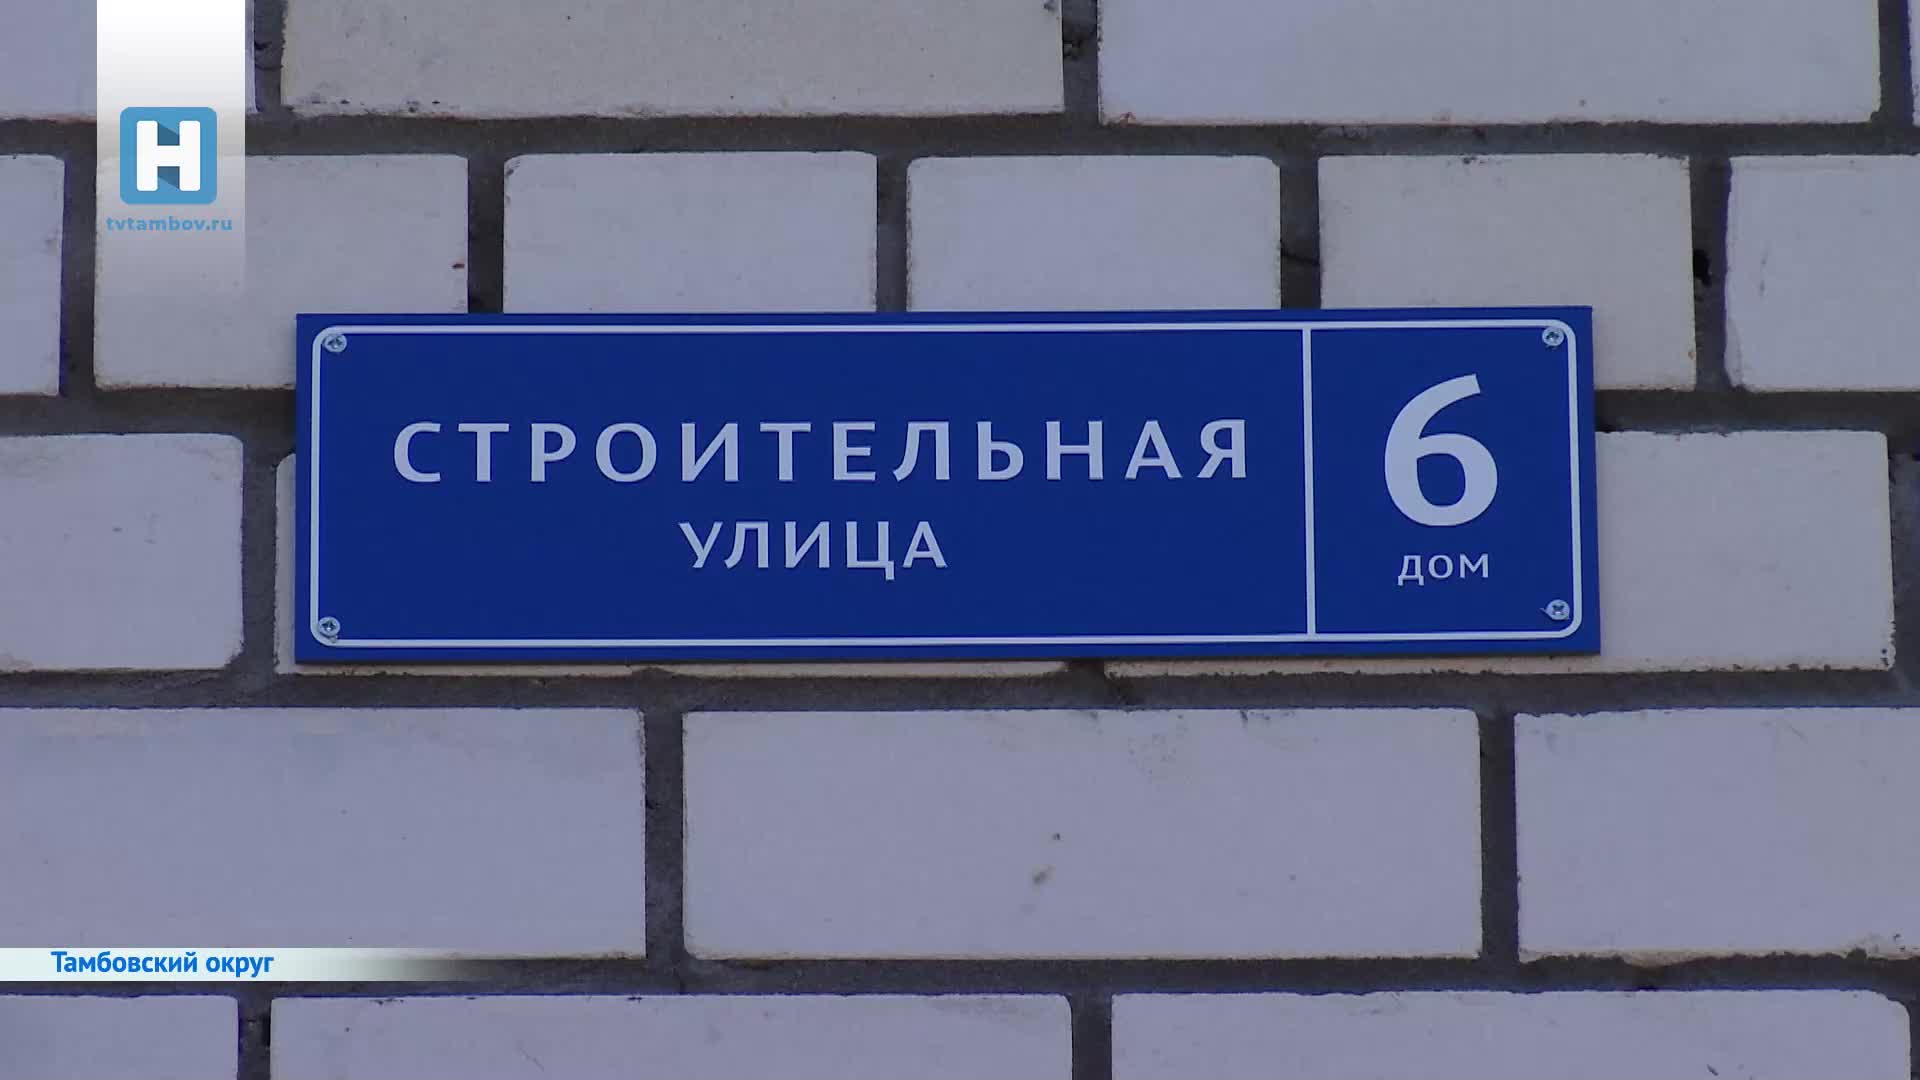 Н
tvtambov.ru
СТРОИТЕЛЬНАЯ
УЛИЦА
6
ДОМ
Тамбовский округ